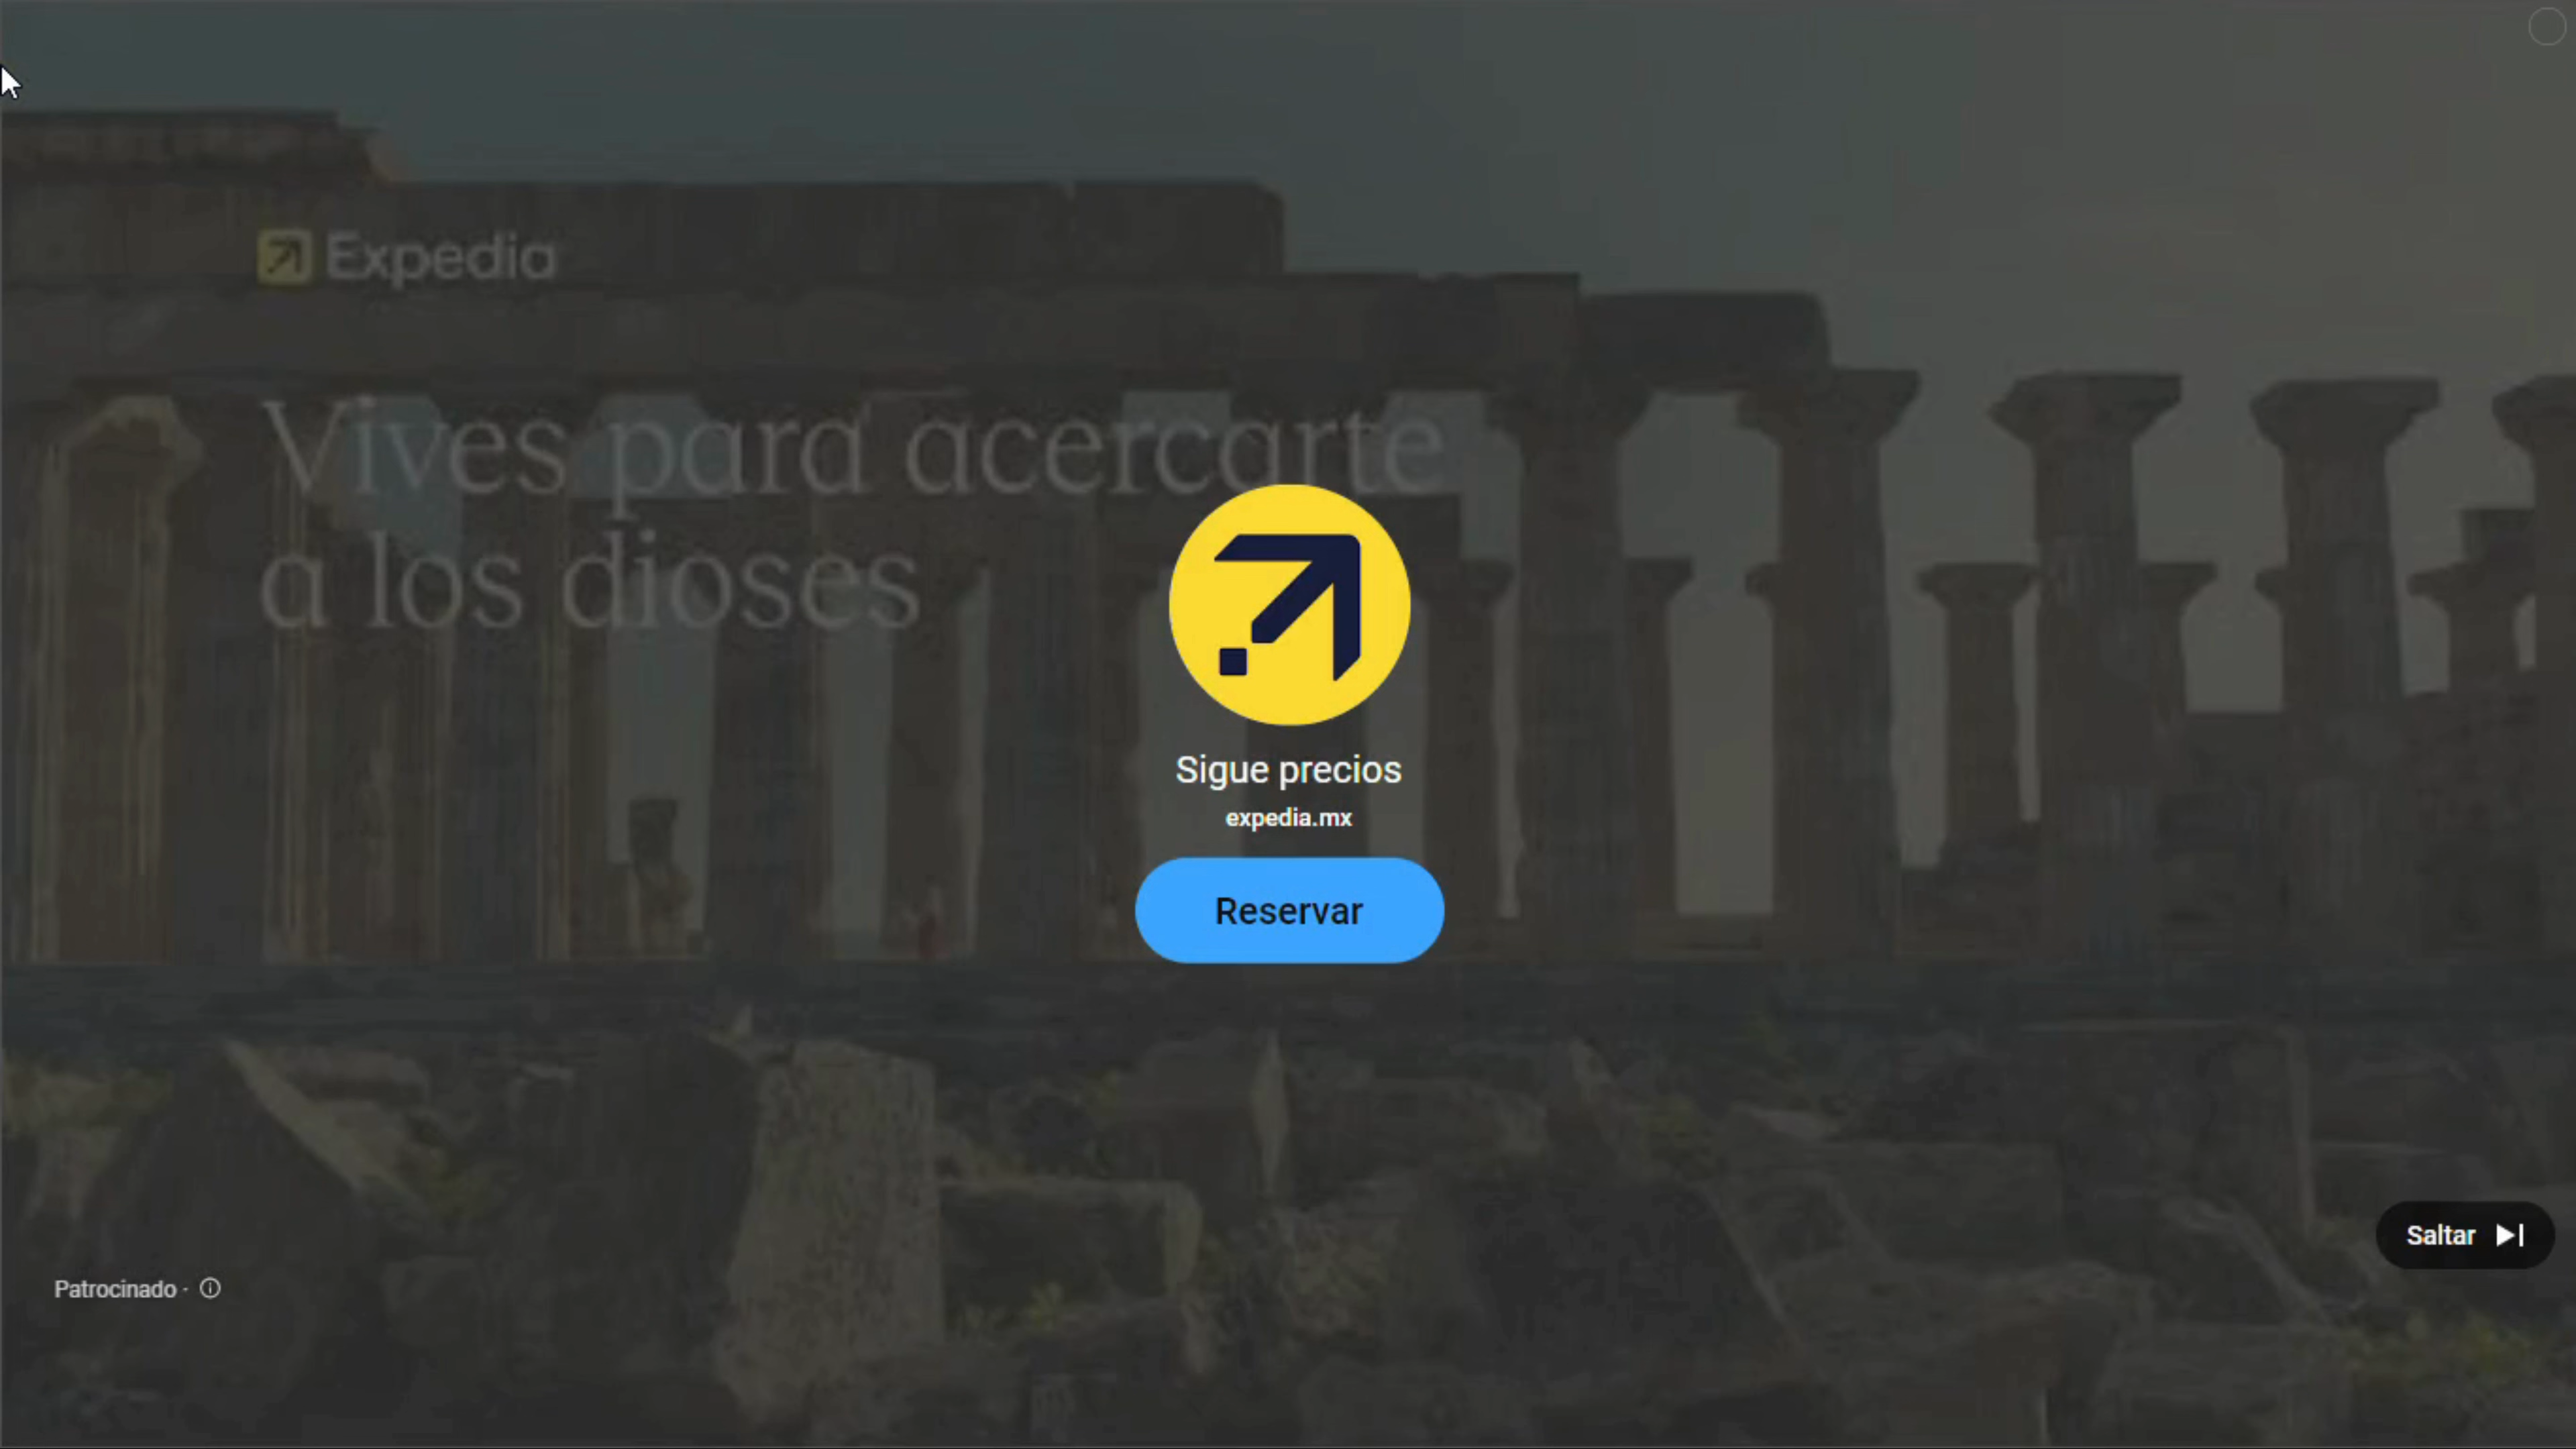 Expedia
Vives para acercarte
a los dioses
Sigue precios
expedia.mx
Reservar
Saltar
Patrocinado ·